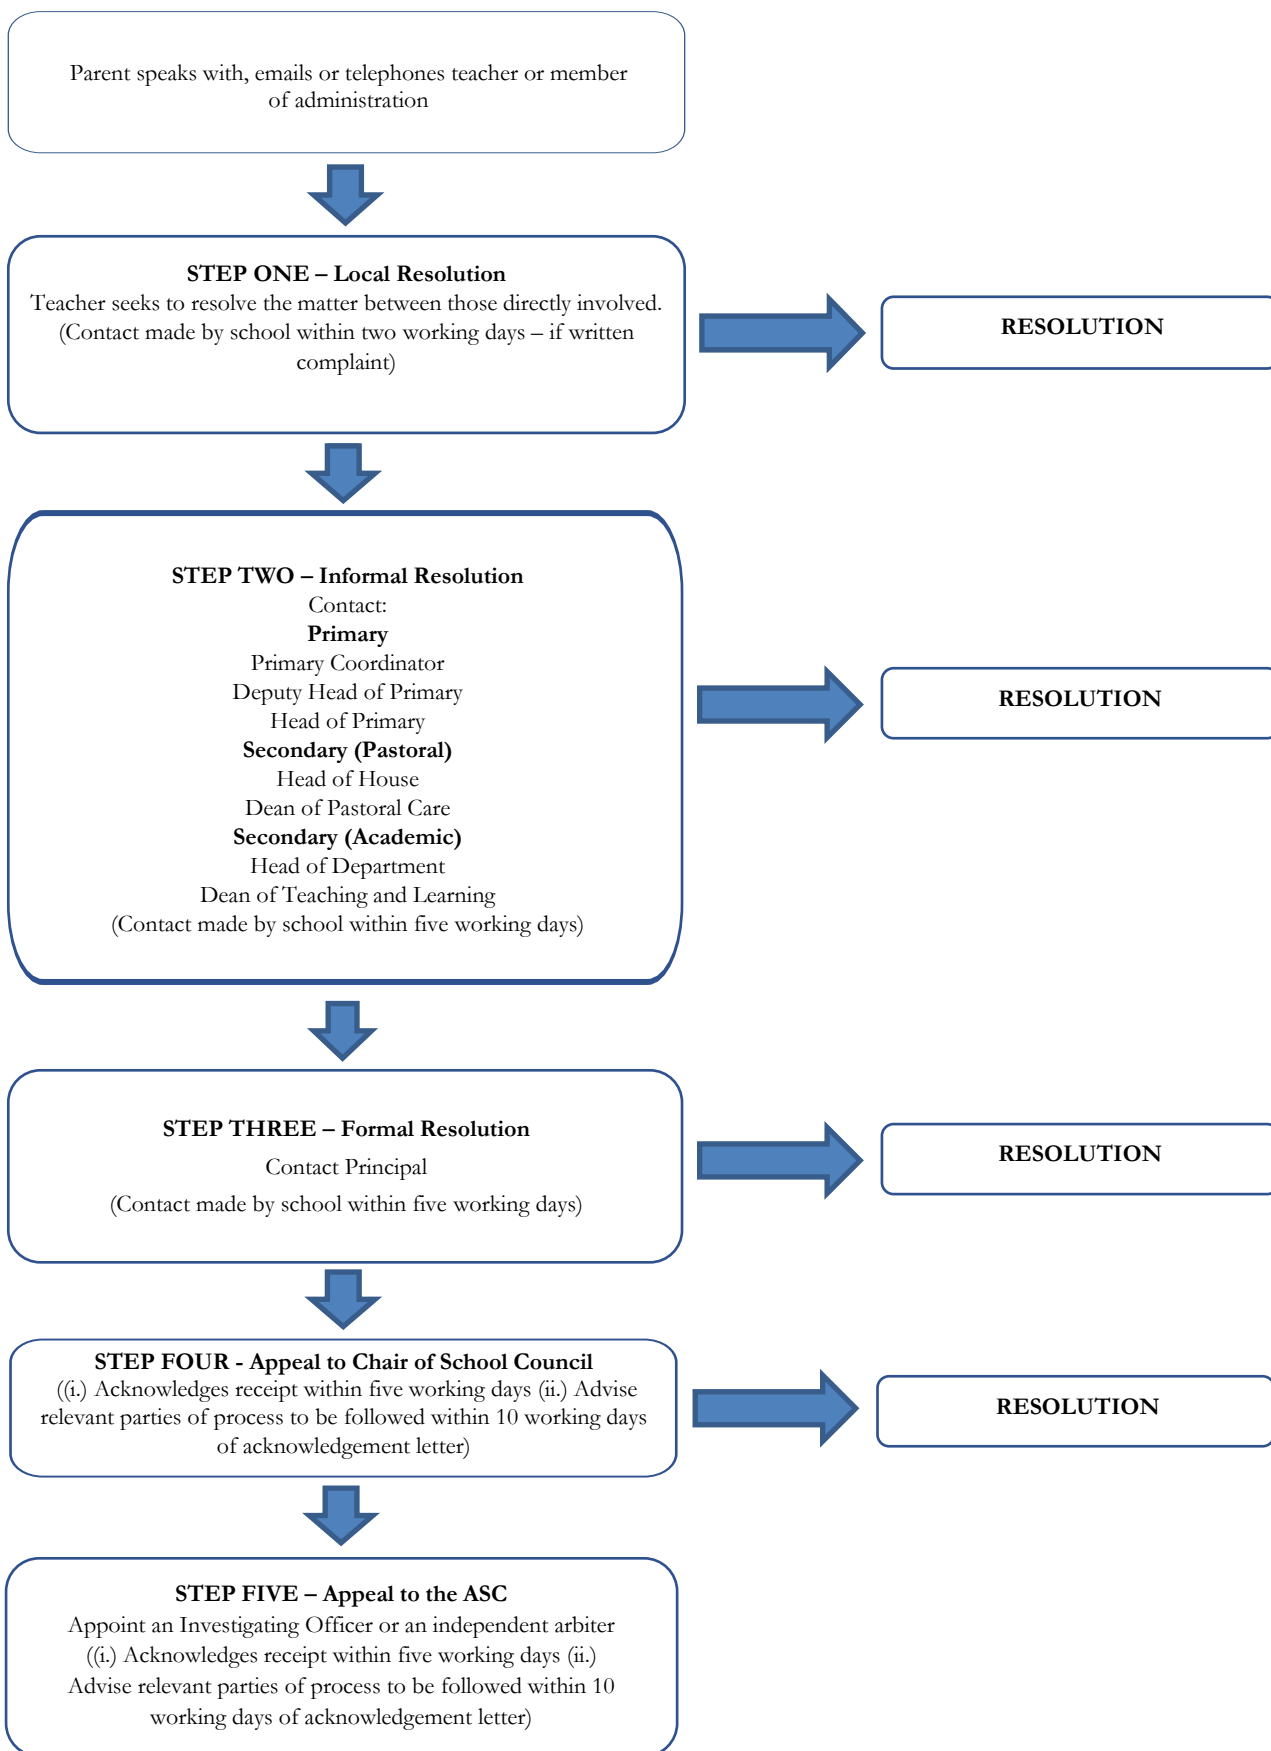 Parent speaks with, emails or telephones teacher or member
of administration
STEP ONE – Local Resolution
Teacher seeks to resolve the matter between those directly involved.
(Contact made by school within two working days – if written
complaint)
RESOLUTION
STEP TWO – Informal Resolution
Contact:
Primary
Primary Coordinator
Deputy Head of Primary
Head of Primary
Secondary (Pastoral)
Head of House
Dean of Pastoral Care
Secondary (Academic)
Head of Department
Dean of Teaching and Learning
(Contact made by school within five working days)
RESOLUTION
STEP THREE – Formal Resolution
Contact Principal
(Contact made by school within five working days)
RESOLUTION
STEP FOUR - Appeal to Chair of School Council
((i.) Acknowledges receipt within five working days (ii.) Advise
relevant parties of process to be followed within 10 working days
of acknowledgement letter)
RESOLUTION
STEP FIVE – Appeal to the ASC
Appoint an Investigating Officer or an independent arbiter
((i.) Acknowledges receipt within five working days (ii.)
Advise relevant parties of process to be followed within 10
working days of acknowledgement letter)